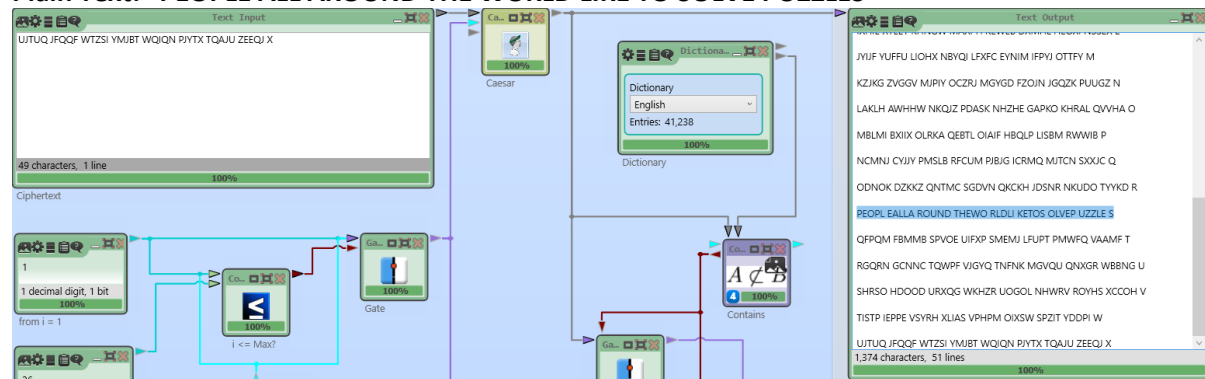 Text Input
UJTUQ JFQQF WTZSI YMJBT WQIQN PJYTX TQAJU ZEEQJ X
49 characters, 1 line
100%
Ciphertext
Ca...
100%
Caesar
Dictiona...
Dictionary
English
Entries: 41,238
100%
Dictionary
1
1 decimal digit, 1 bit
100%
from i = 1
Co...
≤
100%
i <= Max?
Ga...
100%
Gate
Co...
A ⊄ B
4 100%
Contains
Ga...
Text Output
JYIJF YUFFU LIOHX NBYQI LFXFC EYNIM IFPYJ OTTFY M
KZJKG ZVGGV MJPIY OCZRJ MGYGD FZOJN JGQZK PUUGZ N
LAKLH AWHHW NKQJZ PDASK NHZHE GAPKO KHRAL QVVHA O
MBLMI BXIIX OLRKA QEBTL OIAIF HBQLP LISBM RWWIB P
NCMNJ CYJJY PMSLB RFCUM PJBJG ICRMQ MJTCN SXXJC Q
ODNOK DZKKZ QNTMC SGDVN QKCKH JDSNR NKUDO TYYKD R
PEOPL EALLA ROUND THEWO RLDLI KETOS OLVEP UZZLE S
QFPQM FBMMB SPVOE UIFXP SMEMJ LFUPT PMWFQ VAAMF T
RGQRN GCNNC TQWPF VJGYQ TNFNK MGVQU QNXGR WBBNG U
SHRSO HDOOD URXQG WKHZR UOGOL NHWRV ROYHS XCCOH V
TISTP IEPPE VSYRH XLIAS VPHPM OIXSW SPZIT YDDPI W
UJTUQ JFQQF WTZSI YMJBT WQIQN PJYTX TQAJU ZEEQJ X
1,374 characters, 51 lines
100%